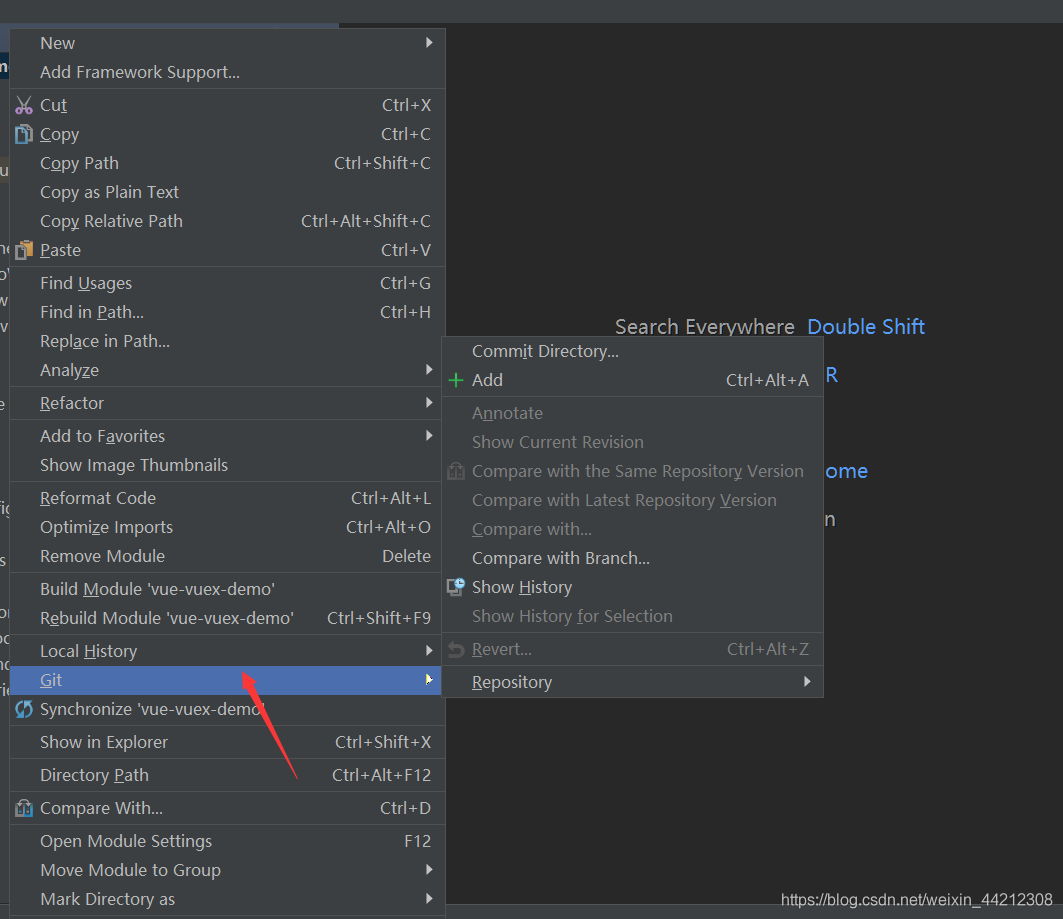 New
Add Framework Support...
Cut Ctrl+X
Copy Ctrl+C
Copy Path Ctrl+Shift+C
Copy as Plain Text
Copy Relative Path Ctrl+Alt+Shift+C
Paste Ctrl+V
Find Usages Ctrl+G
Find in Path... Ctrl+H
Replace in Path...
Analyze
Refactor
Add to Favorites
Show Image Thumbnails
Reformat Code Ctrl+Alt+L
Optimize Imports Ctrl+Alt+O
Remove Module Delete
Build Module 'vue-vuex-demo'
Rebuild Module 'vue-vuex-demo' Ctrl+Shift+F9
Local History
Git
Synchronize 'vue-vuex-demo'
Show in Explorer Ctrl+Shift+X
Directory Path Ctrl+Alt+F12
Compare With... Ctrl+D
Open Module Settings F12
Move Module to Group
Mark Directory as
Search Everywhere Double Shift
R
ome
n
Commit Directory...
Add Ctrl+Alt+A
Annotate
Show Current Revision
Compare with the Same Repository Version
Compare with Latest Repository Version
Compare with...
Compare with Branch...
Show History
Show History for Selection
Revert... Ctrl+Alt+Z
Repository
https://blog.csdn.net/weixin_44212308